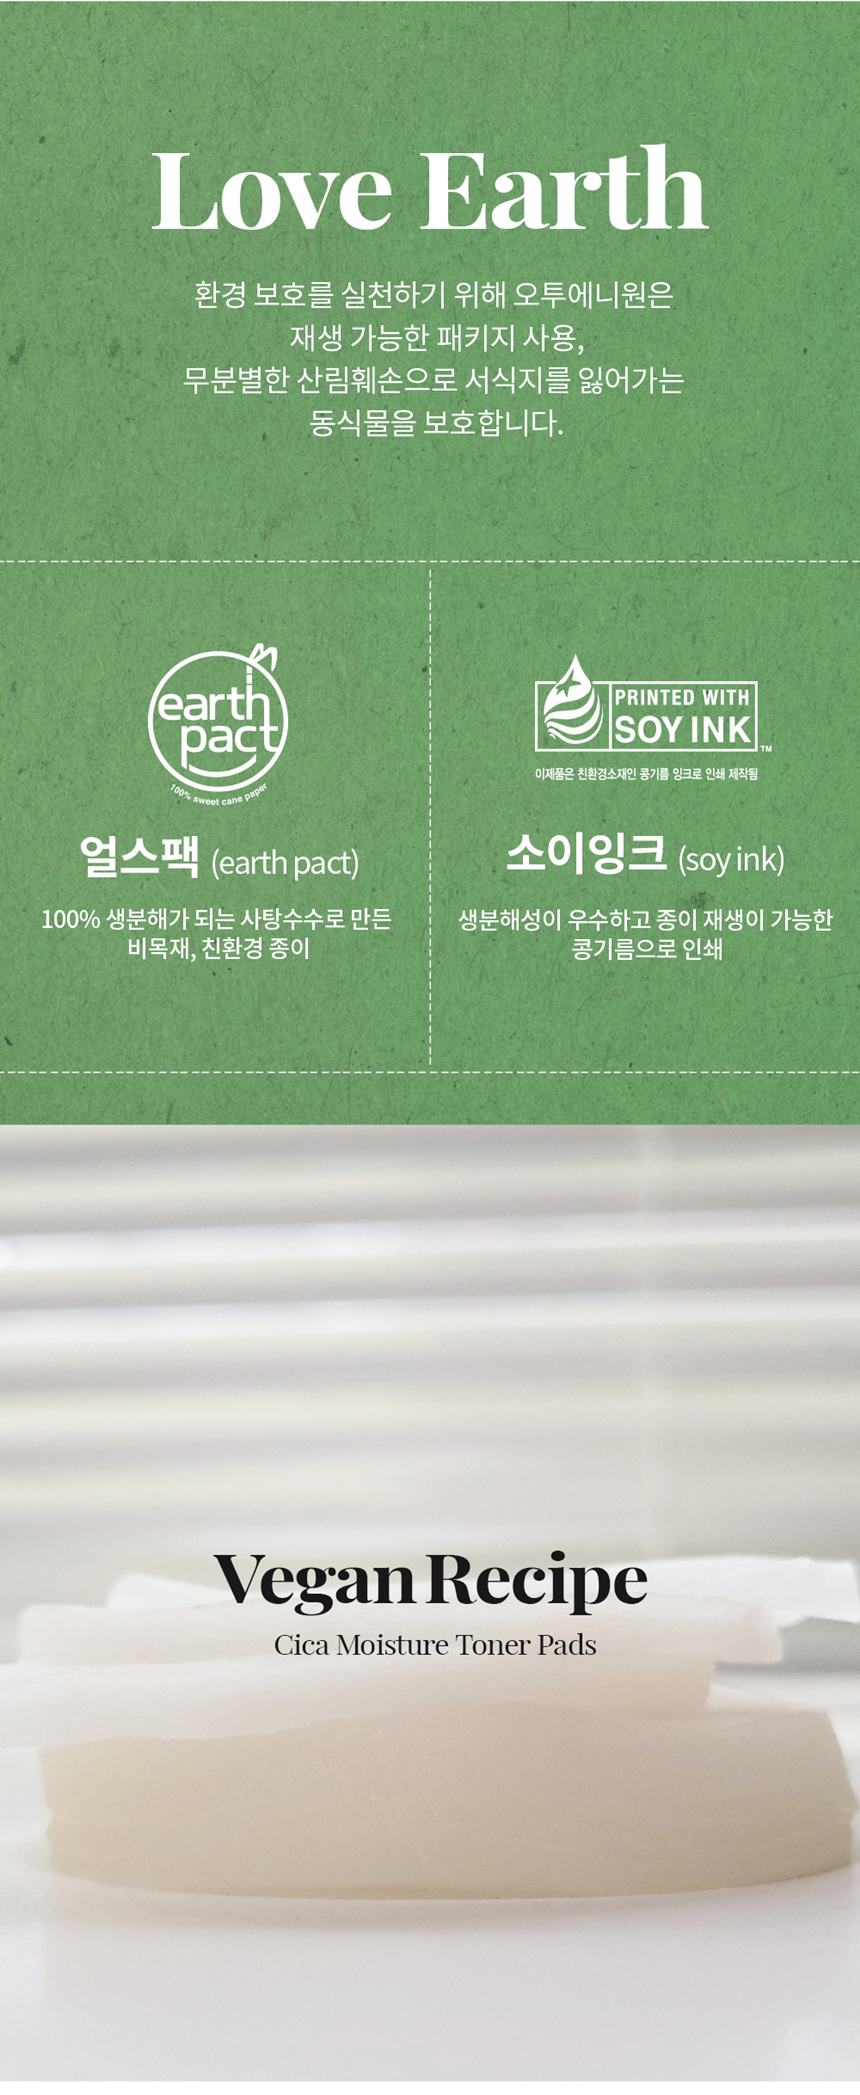 Love Earth
환경 보호를 실천하기 위해 오투에니원은
재생 가능한 패키지 사용,
무분별한 산림훼손으로 서식지를 잃어가는
동식물을 보호합니다.
earth
pact
100% sweet cane paper
얼스팩 (earth pact)
100% 생분해가 되는 사탕수수로 만든
비목재, 친환경 종이
PRINTED WITH
SOY INK
TM
이제품은 친환경소재인 콩기름 잉크로 인쇄 제작됨
소이잉크 (soy ink)
생분해성이 우수하고 종이 재생이 가능한
콩기름으로 인쇄
Vegan Recipe
Cica Moisture Toner Pads